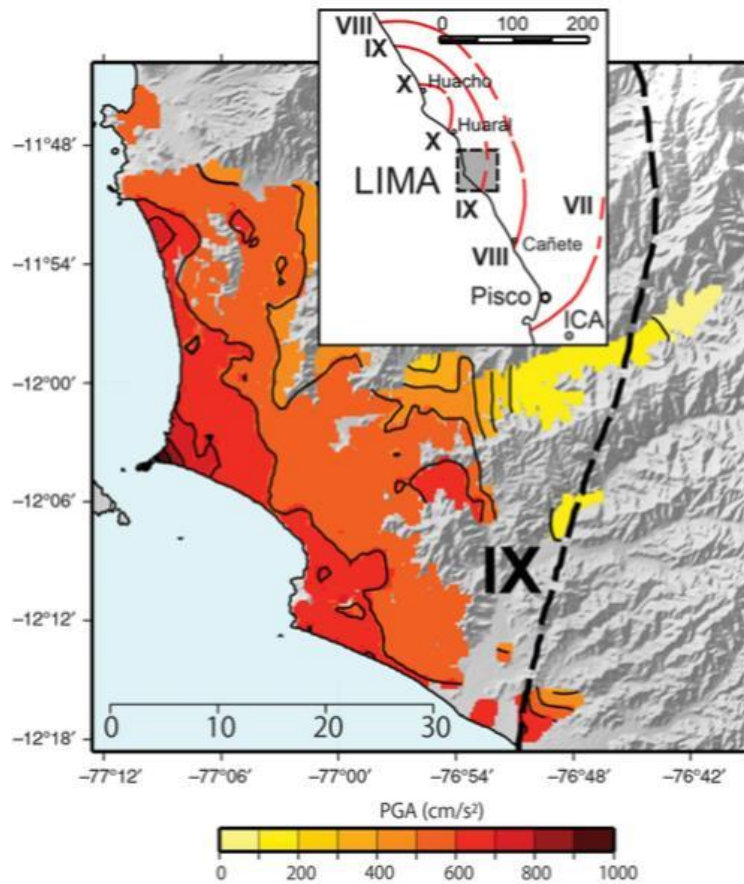 0 100 200
VIII
IX
X
Huacho
X
Huaral
LIMA
IX
VII
VIII
Cañete
Pisco
ICA
−11°48′
−11°54′
−12°00′
−12°06′
−12°12′
−12°18′
IX
0 10 20 30
−77°12′ −77°06′ −77°00′ −76°54′ −76°48′ −76°42′
PGA (cm/s²)
0 200 400 600 800 1000